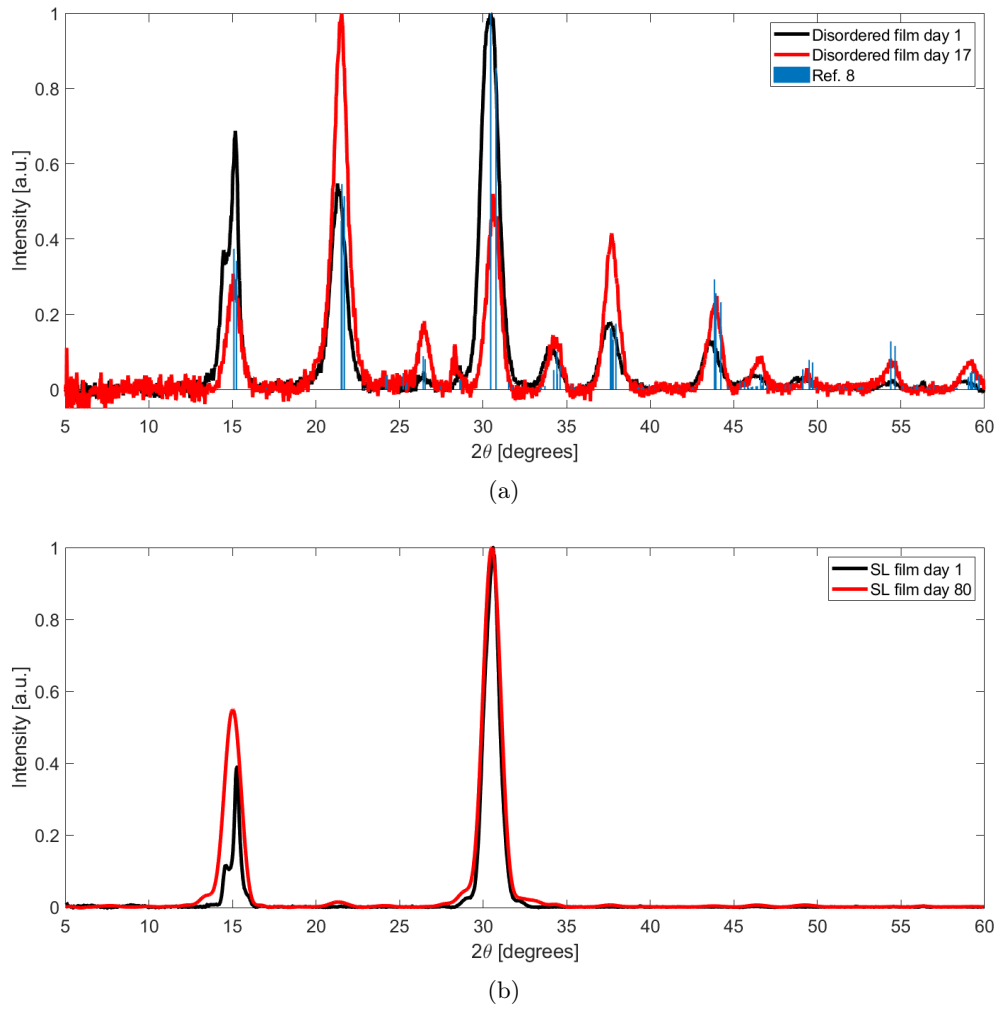 1
0.8
0.6
0.4
0.2
0
Intensity [a.u.]
Disordered film day 1
Disordered film day 17
Ref. 8
5 10 15 20 25 30 35 40 45 50 55 60
2θ [degrees]
(a)
1
0.8
0.6
0.4
0.2
0
Intensity [a.u.]
SL film day 1
SL film day 80
5 10 15 20 25 30 35 40 45 50 55 60
2θ [degrees]
(b)